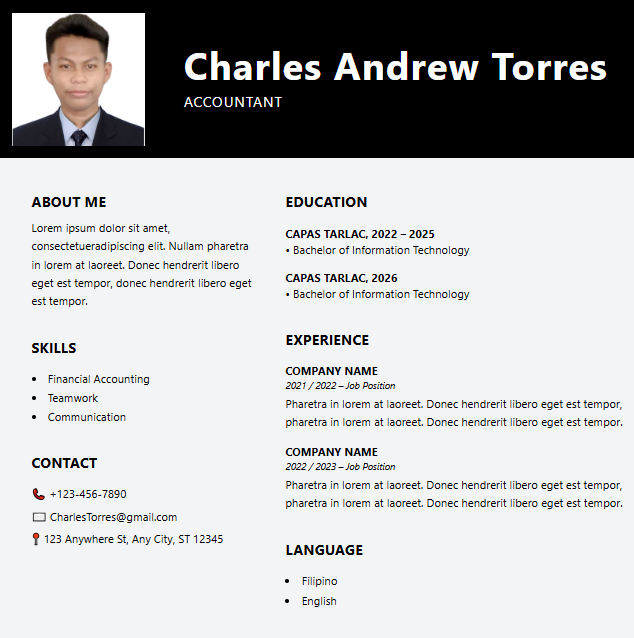 Charles Andrew Torres
ACCOUNTANT
ABOUT ME
Lorem ipsum dolor sit amet,
consectetueradipiscing elit. Nullam pharetra
in lorem at laoreet. Donec hendrerit libero
eget est tempor, donec hendrerit libero eget
est tempor.
SKILLS
• Financial Accounting
• Teamwork
• Communication
CONTACT
+123-456-7890
CharlesTorres@gmail.com
123 Anywhere St, Any City, ST 12345
EDUCATION
CAPAS TARLAC, 2022 – 2025
• Bachelor of Information Technology
CAPAS TARLAC, 2026
• Bachelor of Information Technology
EXPERIENCE
COMPANY NAME
2021 / 2022 – Job Position
Pharetra in lorem at laoreet. Donec hendrerit libero eget est tempor,
pharetra in lorem at laoreet. Donec hendrerit libero eget est tempor.
COMPANY NAME
2022 / 2023 – Job Position
Pharetra in lorem at laoreet. Donec hendrerit libero eget est tempor,
pharetra in lorem at laoreet. Donec hendrerit libero eget est tempor.
LANGUAGE
• Filipino
• English